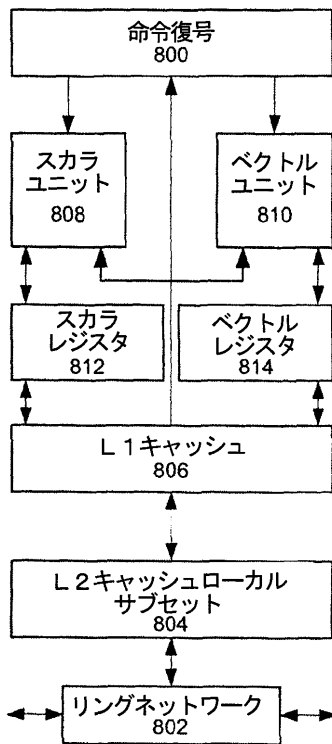 命令復号
800
スカラ
ユニット
808
ベクトル
ユニット
810
スカラ
レジスタ
812
ベクトル
レジスタ
814
L1キャッシュ
806
L2キャッシュローカル
サブセット
804
リングネットワーク
802